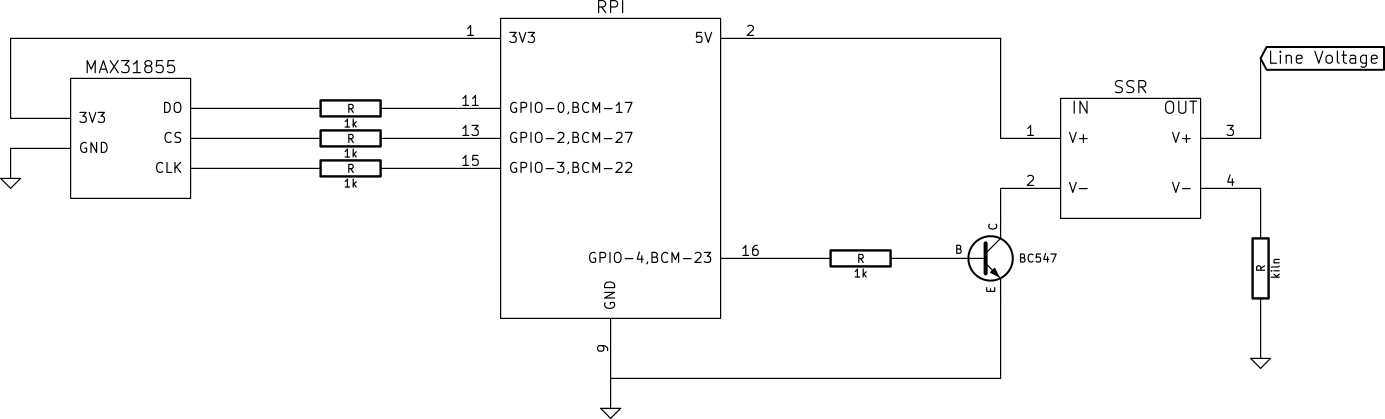 RPI
1
3V3
5V
2
Line Voltage
MAX31855
SSR
IN
OUT
3V3
DO
R
1k
11
GPIO-0,BCM-17
GND
CS
R
1k
13
GPIO-2,BCM-27
CLK
R
1k
15
GPIO-3,BCM-22
1
V+
V+
3
2
V-
V-
4
GPIO-4,BCM-23
16
R
1k
B
C
E
BC547
R
kiln
GND
9